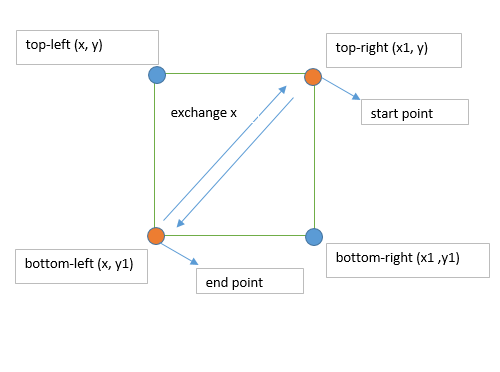 top-left (x, y)
top-right (x1, y)
exchange x
start point
bottom-left (x, y1)
bottom-right (x1 ,y1)
end point